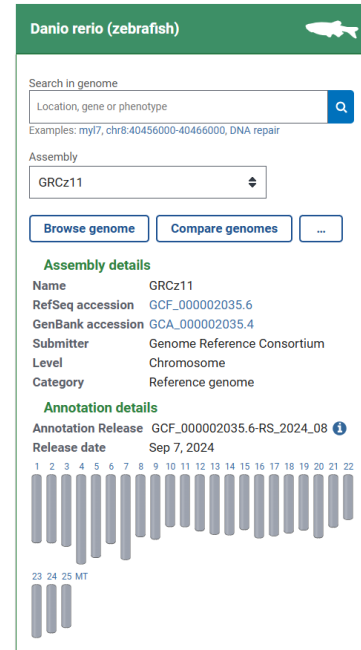 Danio rerio (zebrafish)
Search in genome
Location, gene or phenotype
Examples: myl7, chr8:40456000-40466000, DNA repair
Assembly
GRCz11
Browse genome Compare genomes ...
Assembly details
Name GRCz11
RefSeq accession GCF_000002035.6
GenBank accession GCA_000002035.4
Submitter Genome Reference Consortium
Level Chromosome
Category Reference genome
Annotation details
Annotation Release GCF_000002035.6-RS_2024_08 i
Release date Sep 7, 2024
1 2 3 4 5 6 7 8 9 10 11 12 13 14 15 16 17 18 19 20 21 22
23 24 25 MT